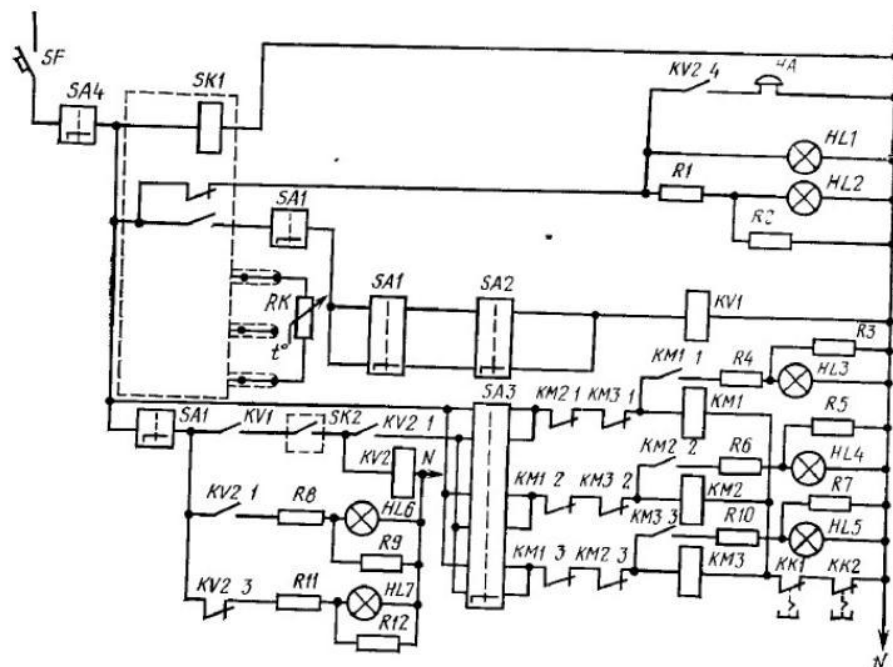 SF
SA4
SK1
KV2 4
HA
HL1
R1
HL2
R2
SA1
RK
t°
SA1
SA2
KV1
R3
KM1 1
R4
HL3
SA3
KM2 1
KM3 1
KM1
R5
SA1
KV1
SK2
KV2 1
KV2
N
KM2 2
R6
HL4
KM1 2
KM3 2
KM2
R7
KV2 1
R8
HL6
R9
KM3 3
R10
HL5
KM1 3
KM2 3
KM3
KK1
KK2
KV2 3
R11
HL7
R12
N